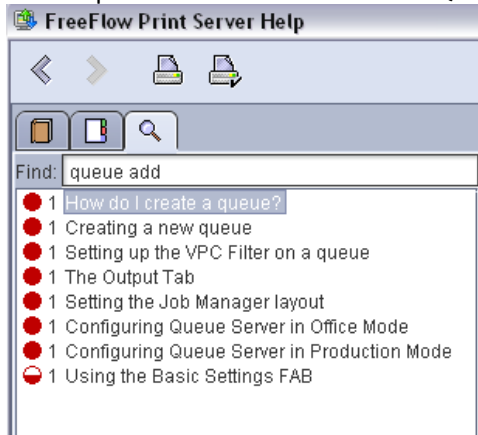 FreeFlow Print Server Help
Find: queue add
1 How do I create a queue?
1 Creating a new queue
1 Setting up the VPC Filter on a queue
1 The Output Tab
1 Setting the Job Manager layout
1 Configuring Queue Server in Office Mode
1 Configuring Queue Server in Production Mode
1 Using the Basic Settings FAB